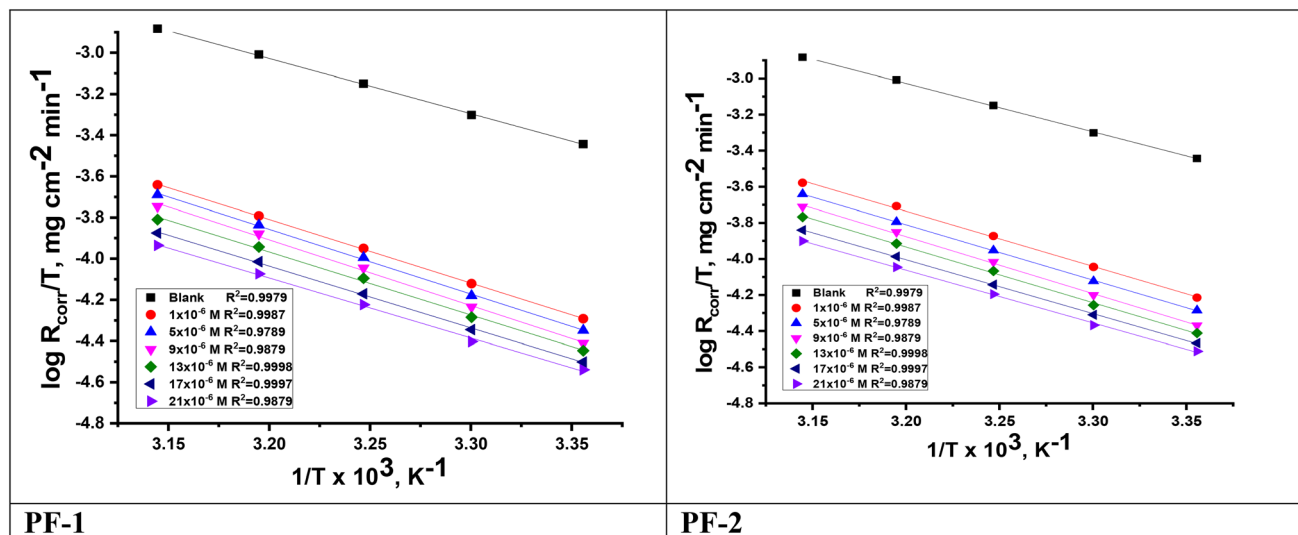 log R_corr/T, mg cm⁻² min⁻¹
-3.0
-3.2
-3.4
-3.6
-3.8
-4.0
-4.2
-4.4
-4.6
-4.8
Blank R²=0.9979
1x10⁻⁶ M R²=0.9987
5x10⁻⁶ M R²=0.9789
9x10⁻⁶ M R²=0.9879
13x10⁻⁶ M R²=0.9998
17x10⁻⁶ M R²=0.9997
21x10⁻⁶ M R²=0.9879
3.15 3.20 3.25 3.30 3.35
1/T x 10³, K⁻¹
PF-1
log R_corr/T, mg cm⁻² min⁻¹
-3.0
-3.2
-3.4
-3.6
-3.8
-4.0
-4.2
-4.4
-4.6
-4.8
Blank R²=0.9979
1x10⁻⁶ M R²=0.9987
5x10⁻⁶ M R²=0.9789
9x10⁻⁶ M R²=0.9879
13x10⁻⁶ M R²=0.9998
17x10⁻⁶ M R²=0.9997
21x10⁻⁶ M R²=0.9879
3.15 3.20 3.25 3.30 3.35
1/T x 10³, K⁻¹
PF-2